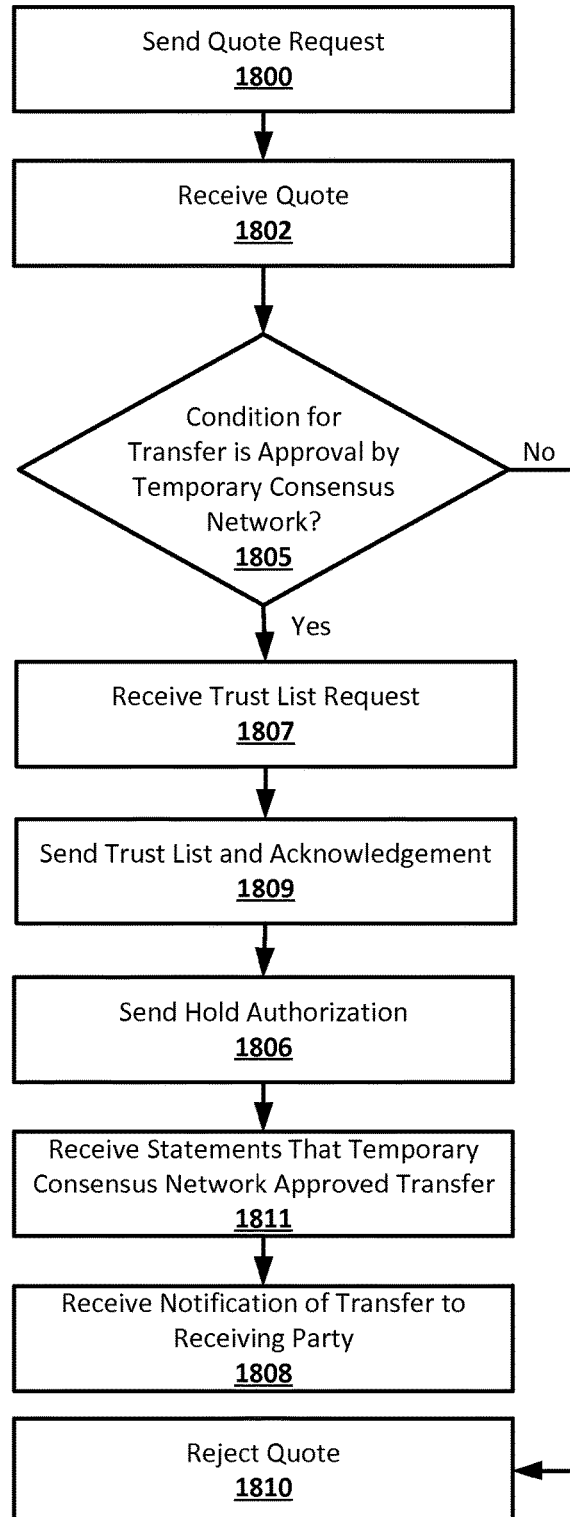 Send Quote Request
1800
Receive Quote
1802
Condition for
Transfer is Approval by
Temporary Consensus
Network?
1805
No
Yes
Receive Trust List Request
1807
Send Trust List and Acknowledgement
1809
Send Hold Authorization
1806
Receive Statements That Temporary
Consensus Network Approved Transfer
1811
Receive Notification of Transfer to
Receiving Party
1808
Reject Quote
1810